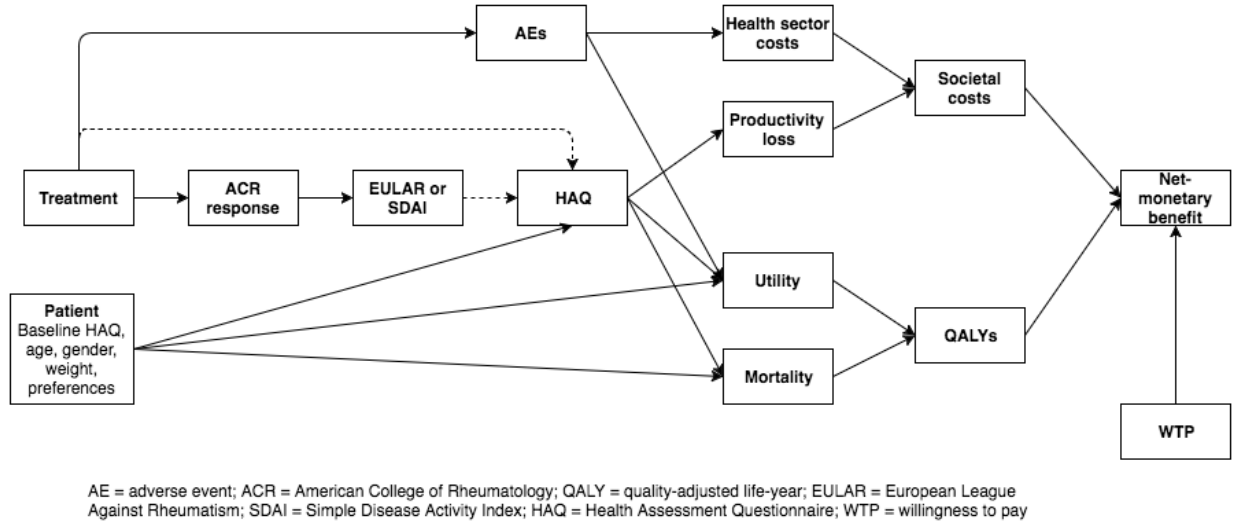 AEs
Health sector
costs
Societal
costs
Productivity
loss
Treatment
ACR
response
EULAR or
SDAI
HAQ
Net-
monetary
benefit
Patient
Baseline HAQ,
age, gender,
weight,
preferences
Utility
QALYs
Mortality
WTP
AE = adverse event; ACR = American College of Rheumatology; QALY = quality-adjusted life-year; EULAR = European League
Against Rheumatism; SDAI = Simple Disease Activity Index; HAQ = Health Assessment Questionnaire; WTP = willingness to pay